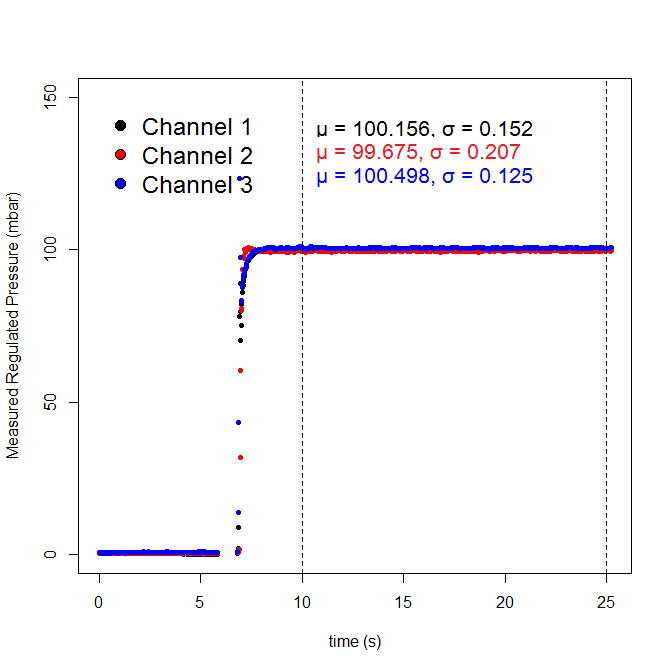 Channel 1
Channel 2
Channel 3
μ = 100.156, σ = 0.152
μ = 99.675, σ = 0.207
μ = 100.498, σ = 0.125
Measured Regulated Pressure (mbar)
150
100
50
0
0 5 10 15 20 25
time (s)